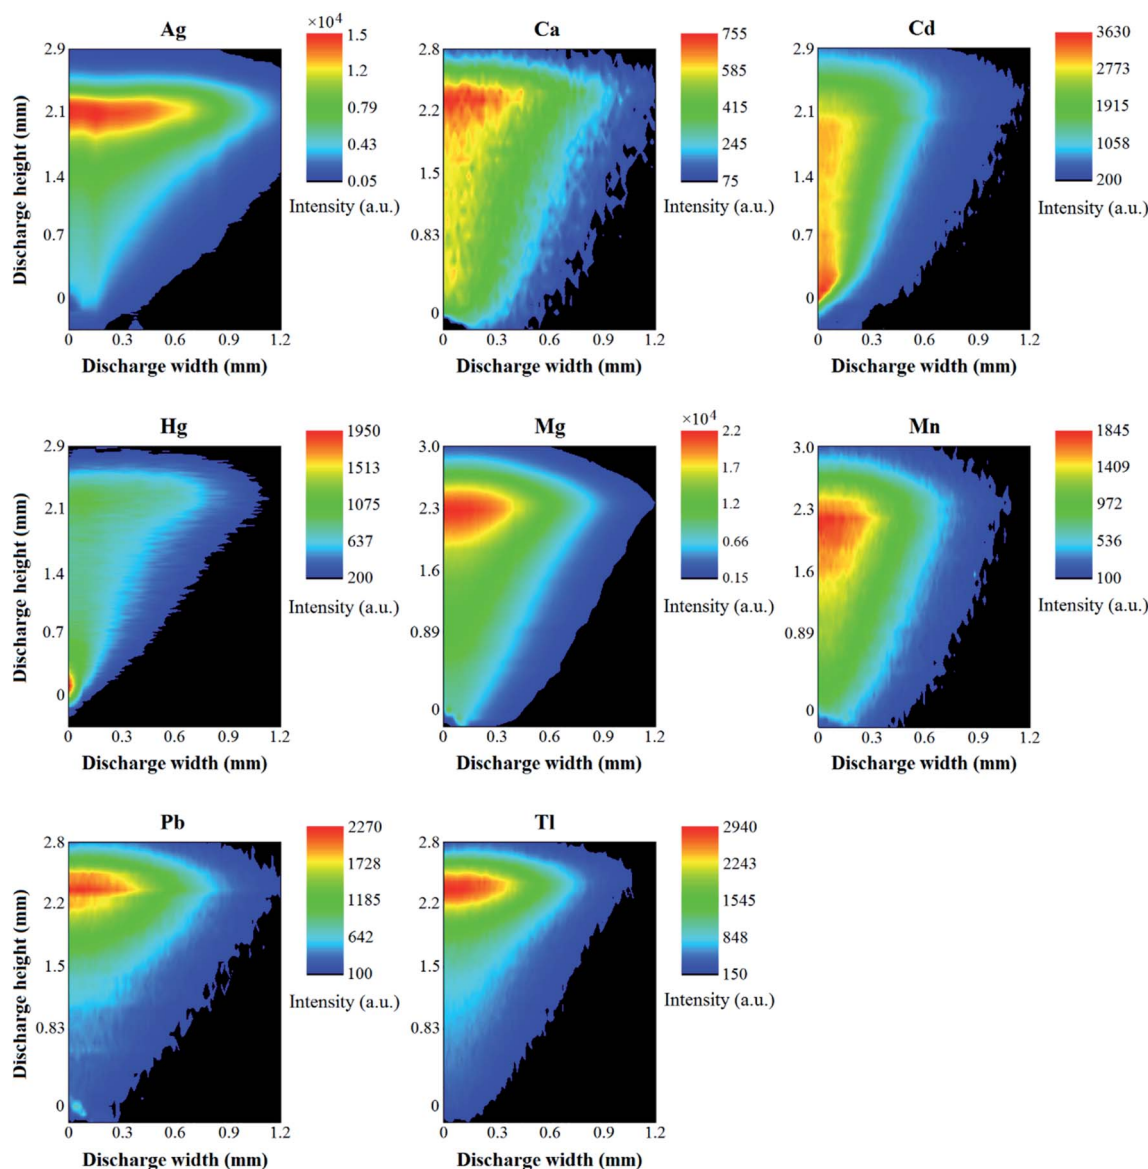 Ag
×10⁴
2.9
2.1
1.4
0.7
0
0 0.3 0.6 0.9 1.2
Discharge height (mm)
Discharge width (mm)
1.5
1.2
0.79
0.43
0.05
Intensity (a.u.)
Ca
2.8
2.2
1.5
0.83
0
0 0.3 0.6 0.9 1.2
Discharge width (mm)
755
585
415
245
75
Intensity (a.u.)
Cd
2.9
2.1
1.4
0.7
0
0 0.3 0.6 0.9 1.2
Discharge width (mm)
3630
2773
1915
1058
200
Intensity (a.u.)
Hg
2.9
2.1
1.4
0.7
0
0 0.3 0.6 0.9 1.2
Discharge height (mm)
Discharge width (mm)
1950
1513
1075
637
200
Intensity (a.u.)
Mg
×10⁴
3.0
2.3
1.6
0.89
0
0 0.3 0.6 0.9 1.2
Discharge width (mm)
2.2
1.7
1.2
0.66
0.15
Intensity (a.u.)
Mn
3.0
2.3
1.6
0.89
0
0 0.3 0.6 0.9 1.2
Discharge width (mm)
1845
1409
972
536
100
Intensity (a.u.)
Pb
2.8
2.2
1.5
0.83
0
0 0.3 0.6 0.9 1.2
Discharge height (mm)
Discharge width (mm)
2270
1728
1185
642
100
Intensity (a.u.)
Tl
2.8
2.2
1.5
0.83
0
0 0.3 0.6 0.9 1.2
Discharge width (mm)
2940
2243
1545
848
150
Intensity (a.u.)